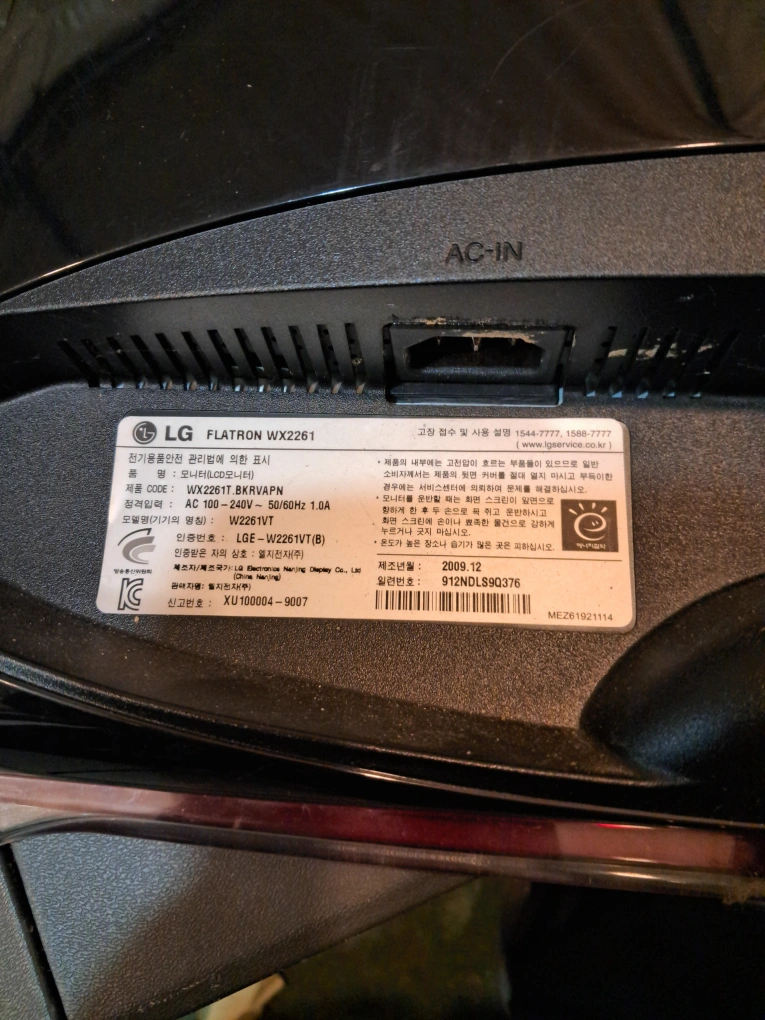 AC-IN
LG FLATRON WX2261
고장 접수 및 사용 설명 1544-7777, 1588-7777
( www.lgservice.co.kr )
전기용품안전 관리법에 의한 표시
품 명 : 모니터(LCD모니터)
제품 CODE : WX2261T.BKRVAPN
정격입력 : AC 100-240V~ 50/60Hz 1.0A
모델명(기기의 명칭) : W2261VT
인증번호 : LGE-W2261VT(B)
인증받은 자의 상호 : 엘지전자(주)
방송통신위원회
제조자/제조국가: LG Electronics Nanjing Display Co., Ltd
(China Nanjing)
판매자명: 엘지전자(주)
신고번호 : XU100004-9007
• 제품의 내부에는 고전압이 흐르는 부품들이 있으므로 일반
소비자께서는 제품의 뒷면 커버를 절대 열지 마시고 부득이한
경우에는 서비스센터에 의뢰하여 문제를 해결하십시오.
• 모니터를 운반할 때는 화면 스크린이 앞면으로
향하게 한 후 두 손으로 꼭 쥐고 운반하시고
화면 스크린에 손이나 뾰족한 물건으로 강하게
누르거나 긋지 마십시오.
• 온도가 높은 장소나 습기가 많은 곳은 피하십시오.
에너지절약
제조년월 : 2009.12
일련번호 : 912NDLS9Q376
MEZ61921114